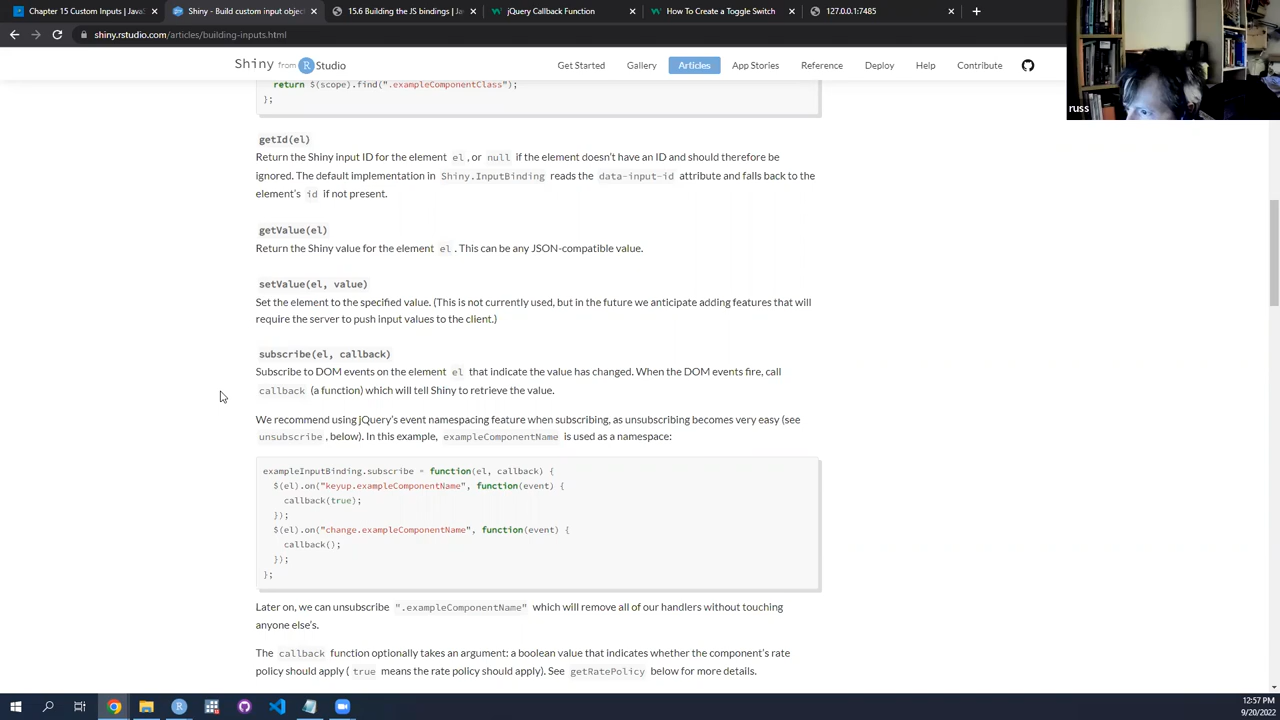 Chapter 15 Custom Inputs | JavaS
Shiny - Build custom input objec
15.6 Building the JS bindings | Ja
jQuery Callback Function
How To Create a Toggle Switch
127.0.0.1:7485
shiny.rstudio.com/articles/building-inputs.html
Shiny from R Studio
Get Started
Gallery
Articles
App Stories
Reference
Deploy
Help
Contribute
russ
return $(scope).find(".exampleComponentClass");
};
getId(el)
Return the Shiny input ID for the element el , or null if the element doesn't have an ID and should therefore be
ignored. The default implementation in Shiny.InputBinding reads the data-input-id attribute and falls back to the
element's id if not present.
getValue(el)
Return the Shiny value for the element el . This can be any JSON-compatible value.
setValue(el, value)
Set the element to the specified value. (This is not currently used, but in the future we anticipate adding features that will
require the server to push input values to the client.)
subscribe(el, callback)
Subscribe to DOM events on the element el that indicate the value has changed. When the DOM events fire, call
callback (a function) which will tell Shiny to retrieve the value.
We recommend using jQuery's event namespacing feature when subscribing, as unsubscribing becomes very easy (see
unsubscribe , below). In this example, exampleComponentName is used as a namespace:
exampleInputBinding.subscribe = function(el, callback) {
$(el).on("keyup.exampleComponentName", function(event) {
callback(true);
});
$(el).on("change.exampleComponentName", function(event) {
callback();
});
};
Later on, we can unsubscribe ".exampleComponentName" which will remove all of our handlers without touching
anyone else's.
The callback function optionally takes an argument: a boolean value that indicates whether the component's rate
policy should apply ( true means the rate policy should apply). See getRatePolicy below for more details.
12:57 PM
9/20/2022